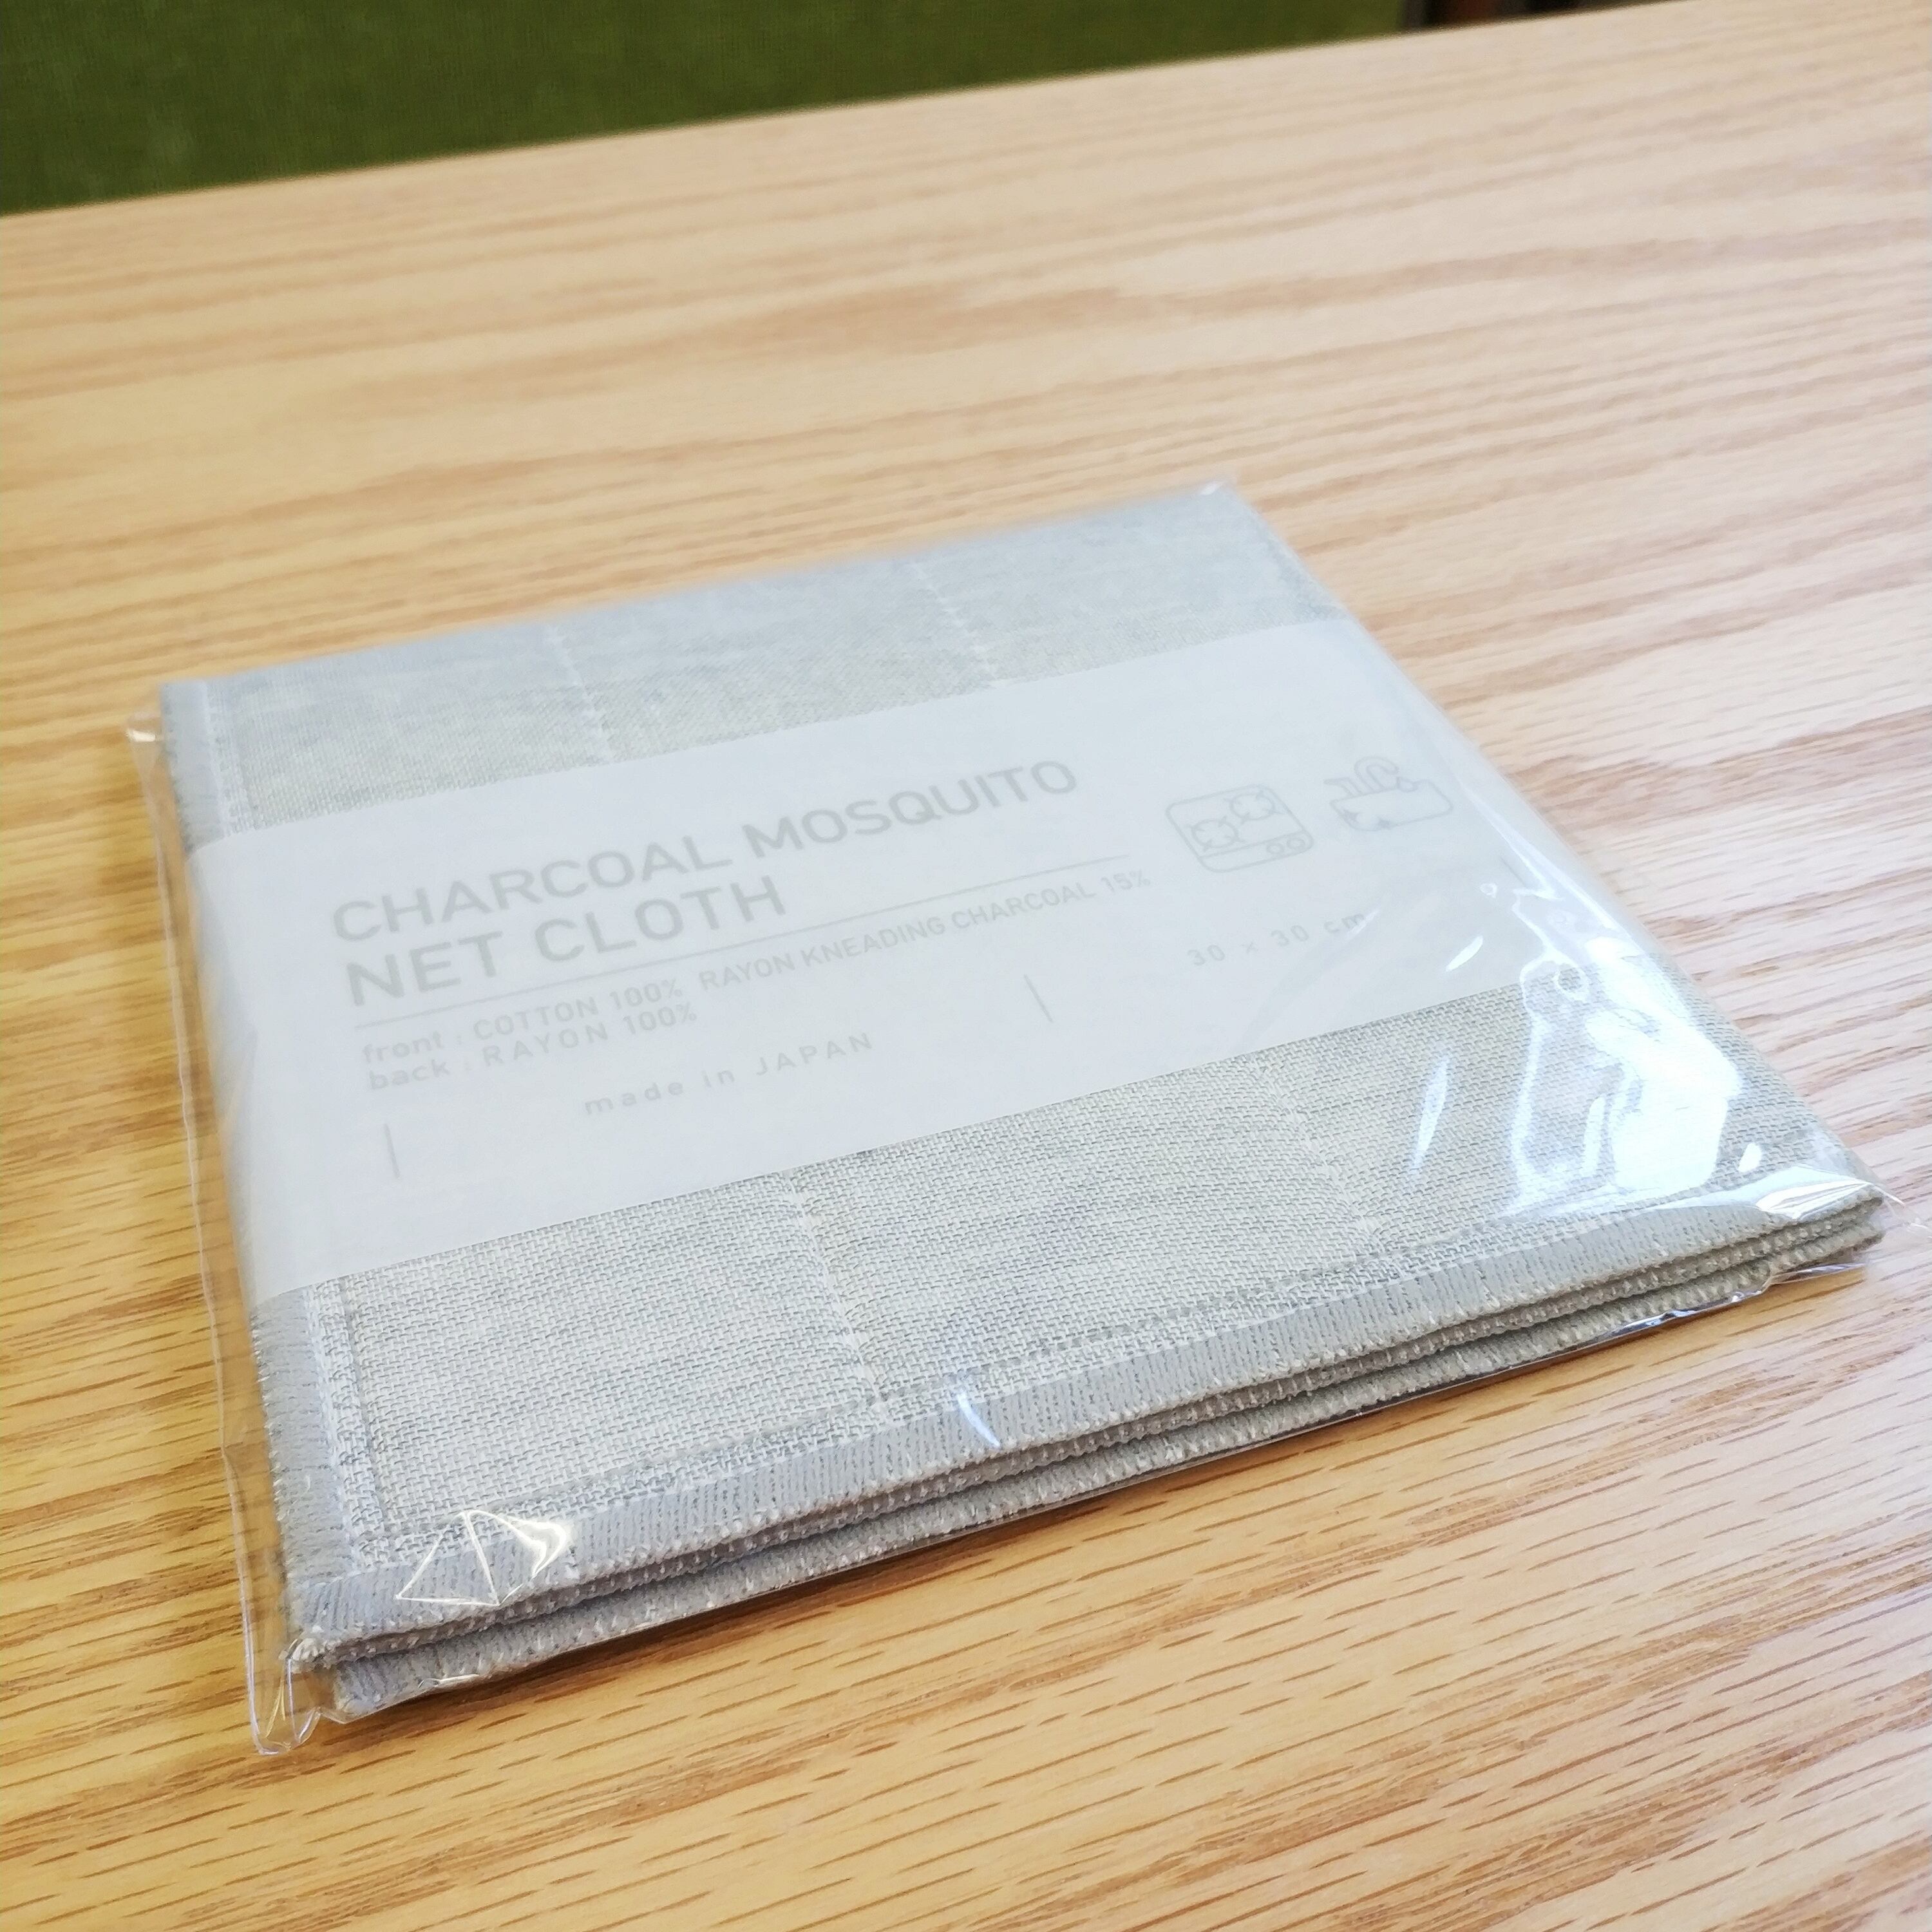 CHARCOAL MOSQUITO
NET CLOTH
front : COTTON 100% RAYON KNEADING CHARCOAL 15%
back : RAYON 100%
made in JAPAN
30 × 30 cm